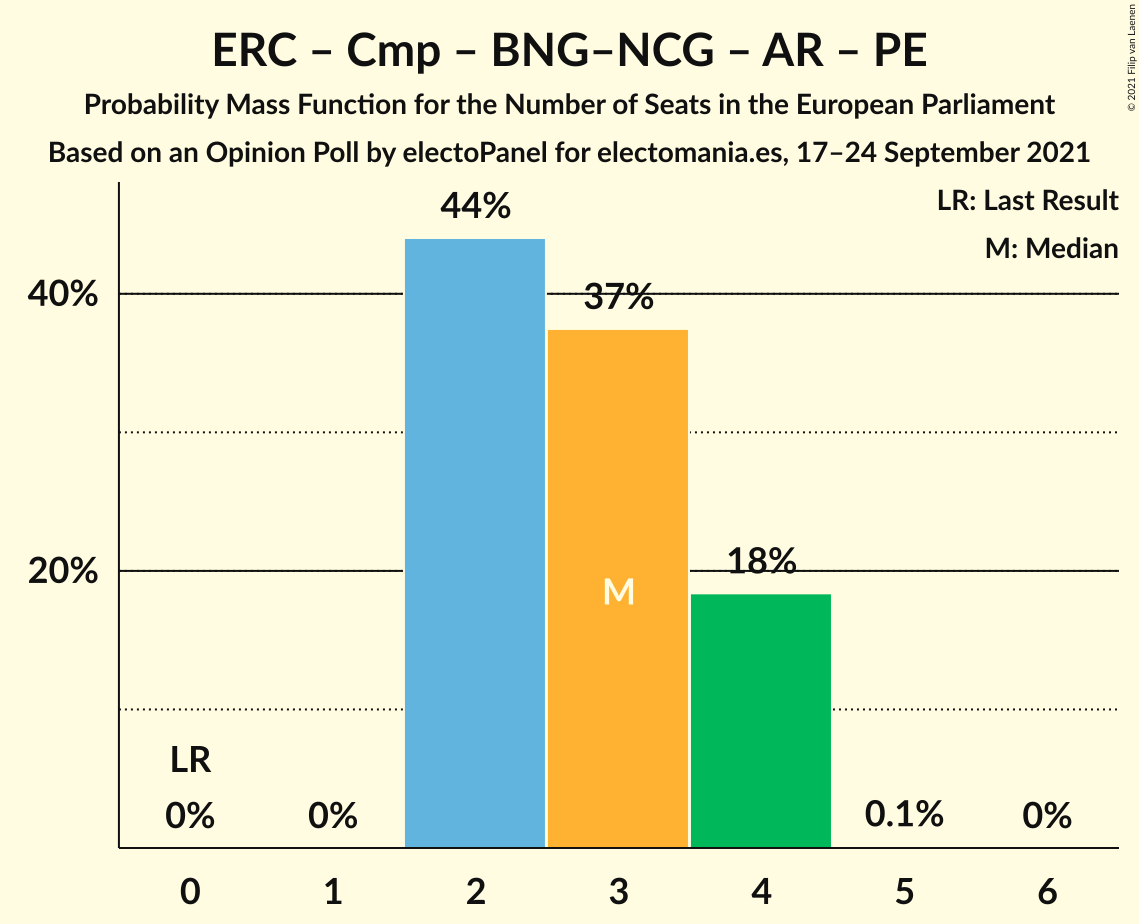 ERC – Cmp – BNG–NCG – AR – PE
Probability Mass Function for the Number of Seats in the European Parliament
Based on an Opinion Poll by electoPanel for electomania.es, 17–24 September 2021
© 2021 Filip van Laenen
LR: Last Result
M: Median
44%
40%
37%
20%
18%
M
LR
0%
0%
0.1%
0%
0
1
2
3
4
5
6